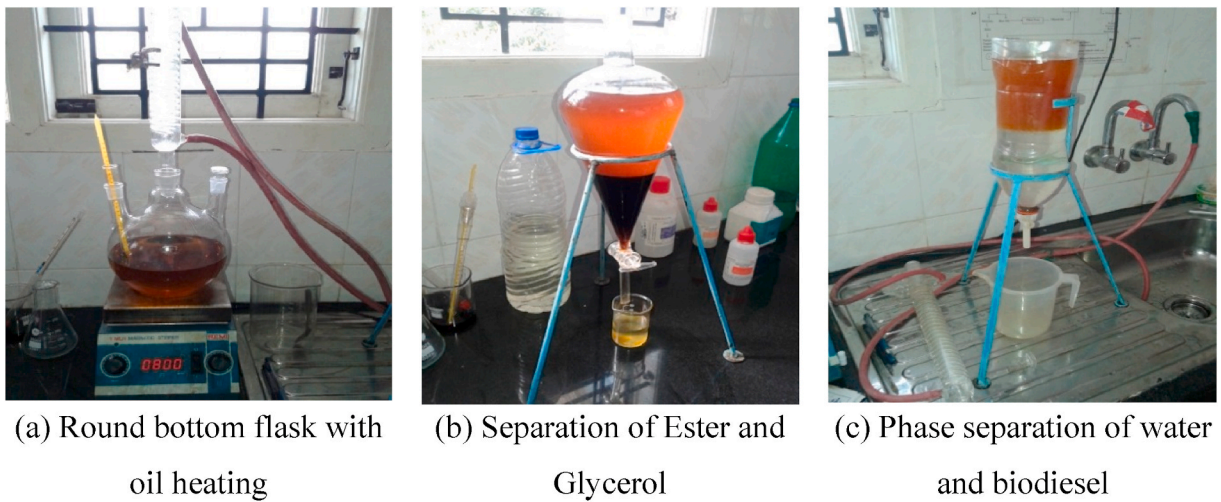 0800
(a) Round bottom flask with
oil heating
(b) Separation of Ester and
Glycerol
(c) Phase separation of water
and biodiesel